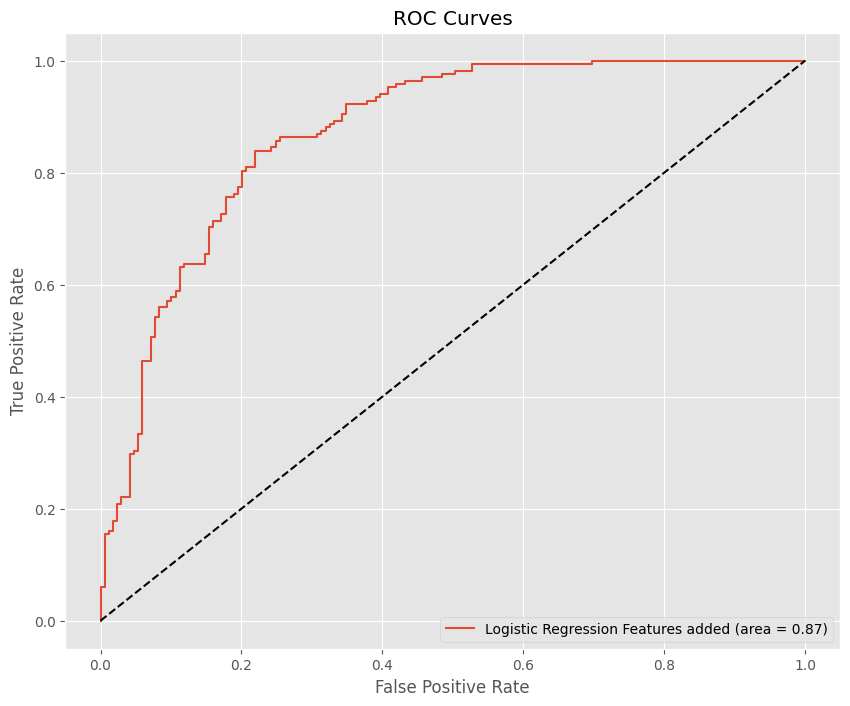 ROC Curves
1.0
0.8
0.6
0.4
0.2
0.0
True Positive Rate
Logistic Regression Features added (area = 0.87)
0.0 0.2 0.4 0.6 0.8 1.0
False Positive Rate